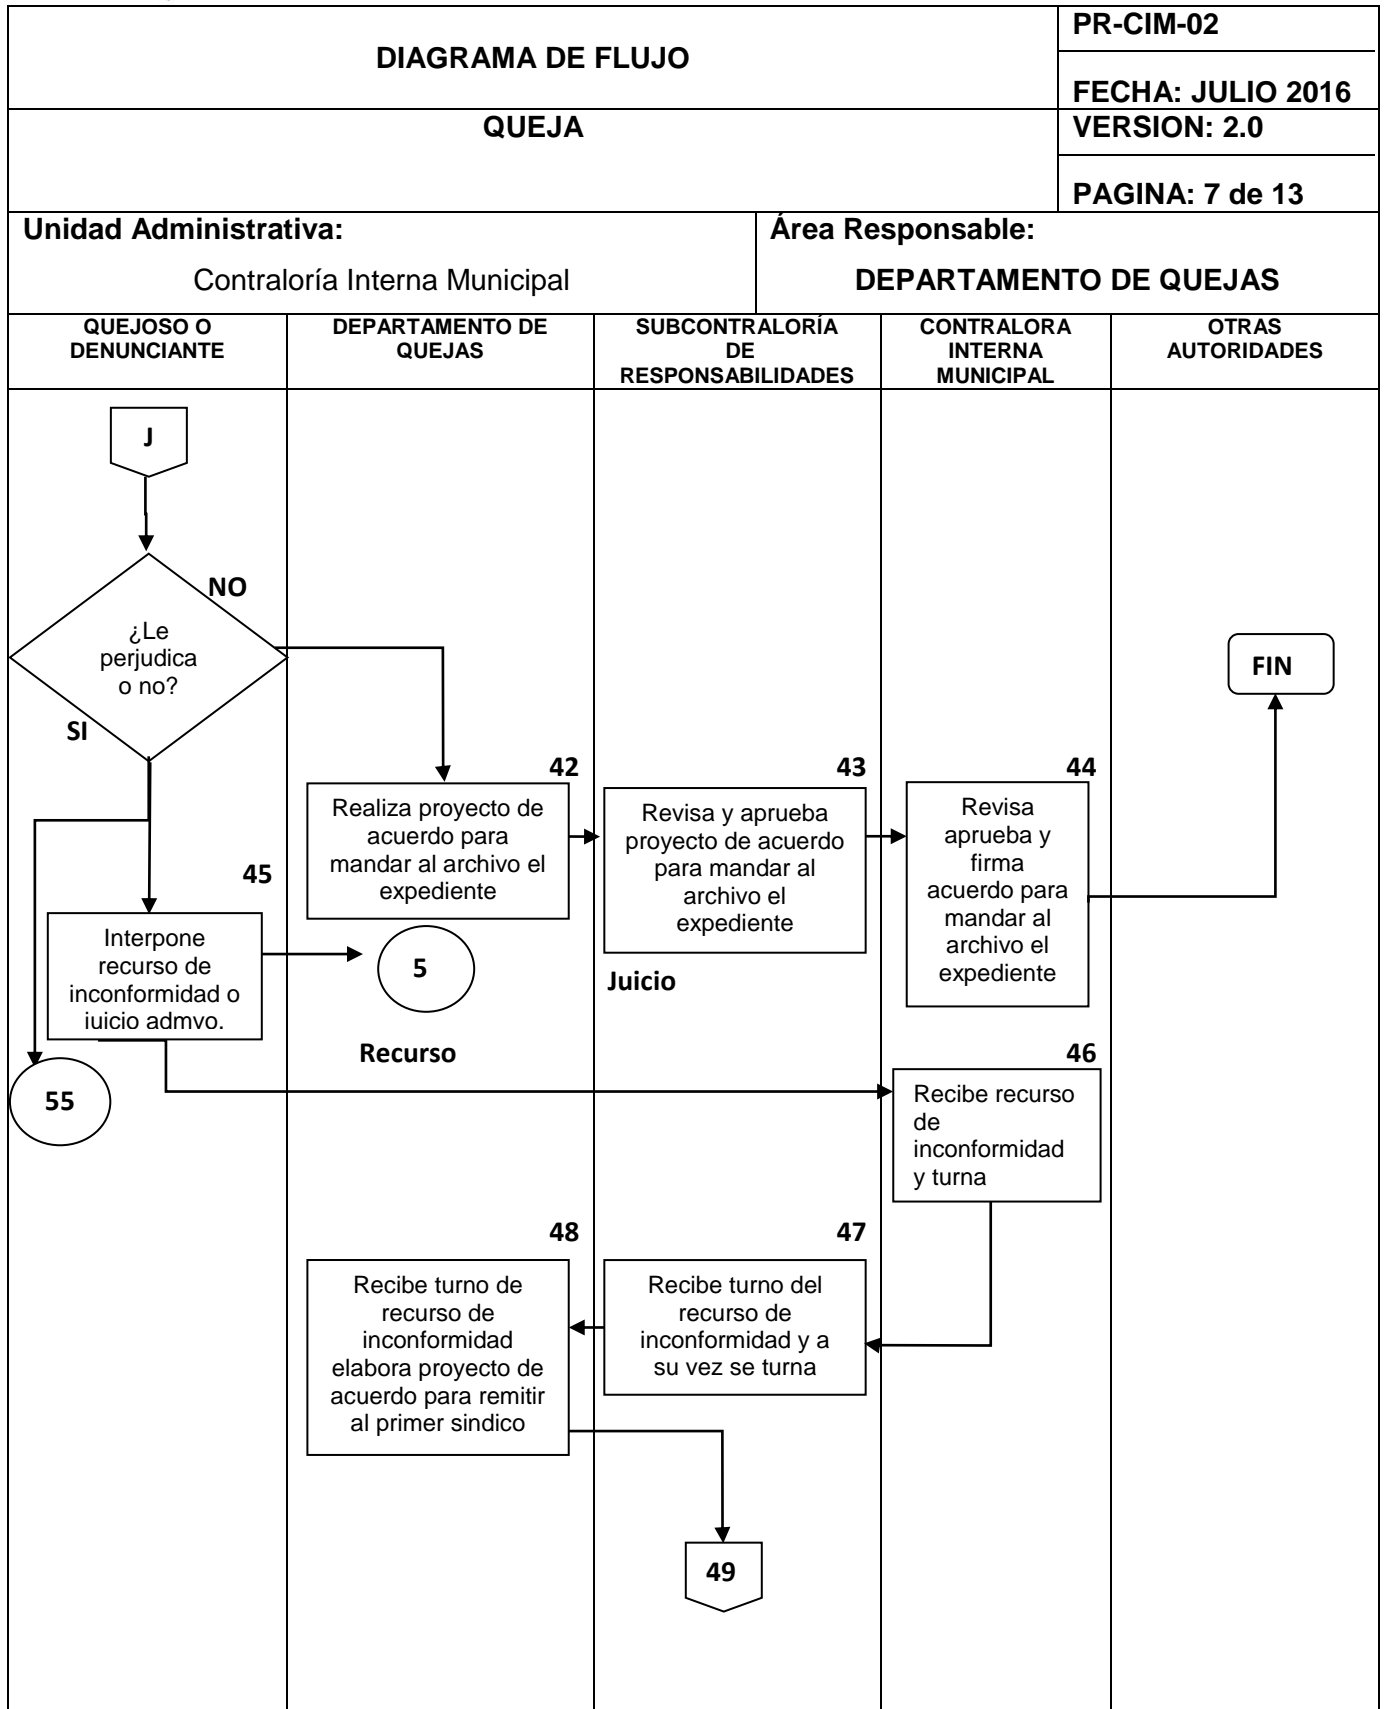 DIAGRAMA DE FLUJO
PR-CIM-02
FECHA: JULIO 2016
QUEJA
VERSION: 2.0
PAGINA: 7 de 13
Unidad Administrativa:
Contraloría Interna Municipal
Área Responsable:
DEPARTAMENTO DE QUEJAS
QUEJOSO O
DENUNCIANTE
DEPARTAMENTO DE
QUEJAS
SUBCONTRALORÍA
DE
RESPONSABILIDADES
CONTRALORA
INTERNA
MUNICIPAL
OTRAS
AUTORIDADES
J
NO
¿Le
perjudica
o no?
SI
FIN
42
Realiza proyecto de
acuerdo para
mandar al archivo el
expediente
43
Revisa y aprueba
proyecto de acuerdo
para mandar al
archivo el
expediente
44
Revisa
aprueba y
firma
acuerdo para
mandar al
archivo el
expediente
45
Interpone
recurso de
inconformidad o
juicio admvo.
5
Juicio
Recurso
55
46
Recibe recurso
de
inconformidad
y turna
48
Recibe turno de
recurso de
inconformidad
elabora proyecto de
acuerdo para remitir
al primer sindico
47
Recibe turno del
recurso de
inconformidad y a
su vez se turna
49